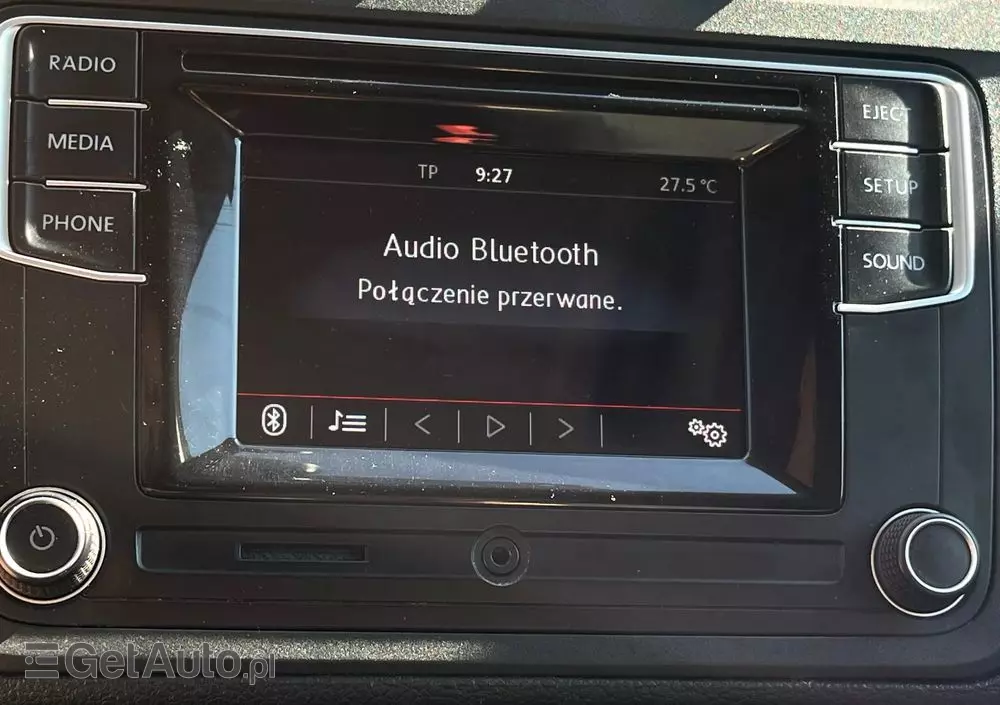 RADIO
MEDIA
PHONE
EJECT
SETUP
SOUND
TP 9:27 27.5 °C
Audio Bluetooth
Połączenie przerwane.
GetAuto.pl